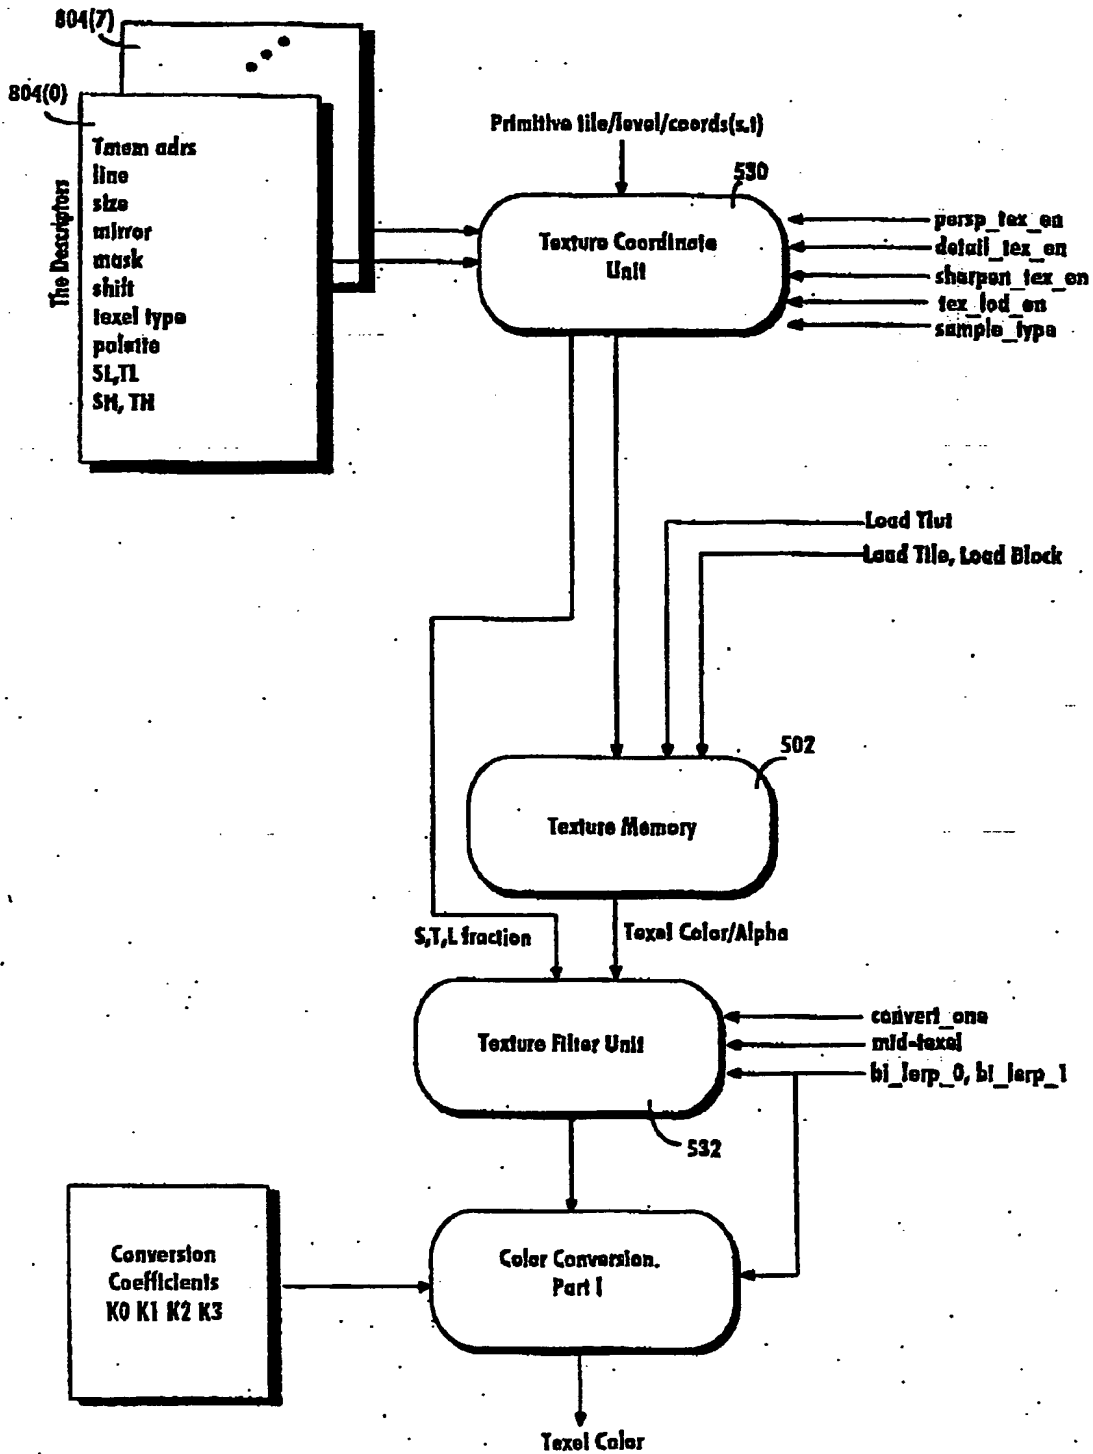 804(7)
804(0)
Tmem adrs
line
size
mirror
mask
shift
texel type
palette
SL,TL
SH, TH
The Descriptors
Primitive tile/level/coords(s,t)
530
Texture Coordinate
Unit
persp_tex_en
detail_tex_en
sharpen_tex_en
tex_lod_en
sample_type
Load Tlut
Load Tile, Load Block
502
Texture Memory
S,T,L fraction
Texel Color/Alpha
Texture Filter Unit
convert_one
mid-texel
bi_lerp_0, bi_lerp_1
532
Conversion
Coefficients
K0 K1 K2 K3
Color Conversion.
Part I
Texel Color